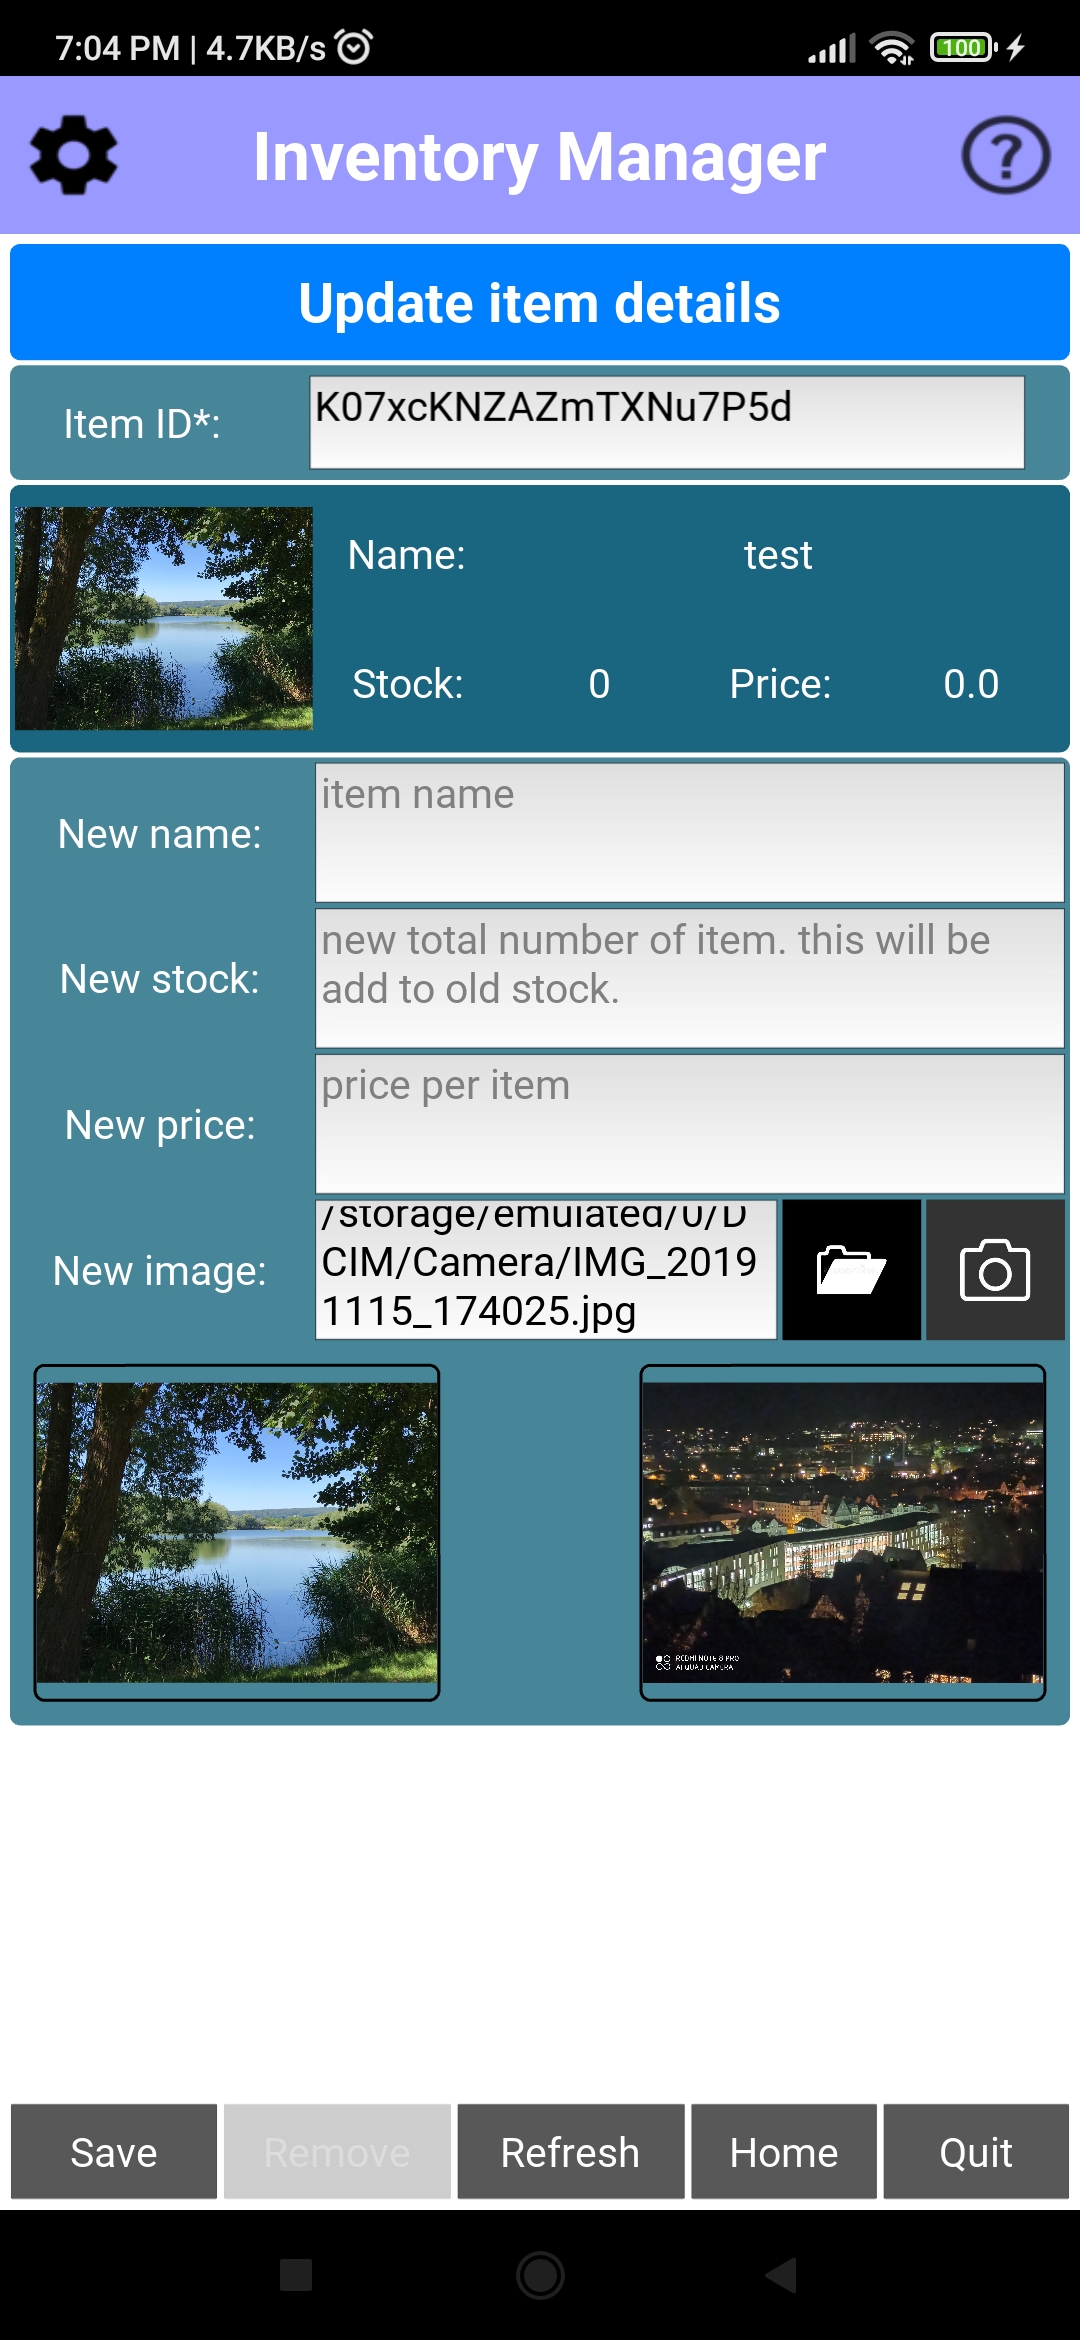 7:04 PM | 4.7KB/s
100
Inventory Manager
Update item details
Item ID*:
K07xcKNZAZmTXNu7P5d
Name:
test
Stock:
0
Price:
0.0
New name:
item name
New stock:
new total number of item. this will be
add to old stock.
New price:
price per item
New image:
/storage/emulated/0/D
CIM/Camera/IMG_2019
1115_174025.jpg
REDMI NOTE 8 PRO
AI QUAD CAMERA
Save
Remove
Refresh
Home
Quit